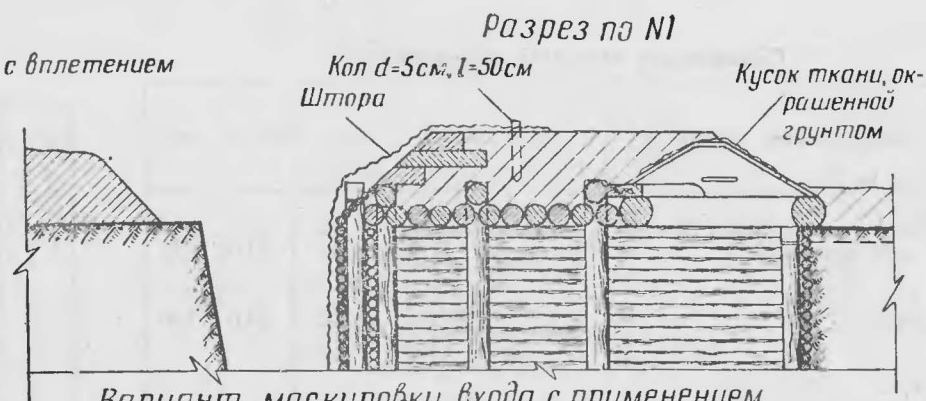 Разрез по N1
с вплетением
Кол d=5см, l=50см
Штора
Кусок ткани, ок-
рашенной
грунтом
Вариант маскировки входа с применением